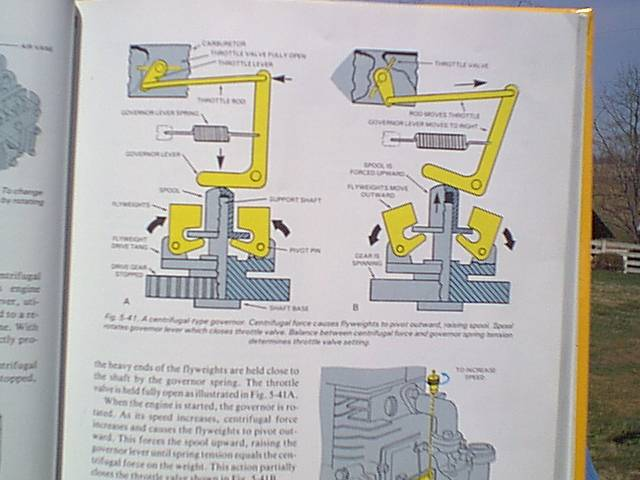 AIR VANE
To change
by rotating
ntrifugal
engine
ver, uti-
d to a re-
ne. With
ctly pro-
ntrifugal
topped,
CARBURETOR
THROTTLE VALVE FULLY OPEN
THROTTLE LEVER
THROTTLE ROD
GOVERNOR LEVER SPRING
GOVERNOR LEVER
SPOOL
SUPPORT SHAFT
FLYWEIGHTS
FLYWEIGHT
DRIVE TANG
PIVOT PIN
DRIVE GEAR
STOPPED
A
SHAFT BASE
THROTTLE VALVE
ROD MOVES THROTTLE
GOVERNOR LEVER MOVES TO RIGHT
SPOOL IS
FORCED UPWARD
FLYWEIGHTS MOVE
OUTWARD
GEAR IS
SPINNING
B
Fig. 5-41. A centrifugal-type governor. Centrifugal force causes flyweights to pivot outward, raising spool. Spool
rotates governor lever which closes throttle valve. Balance between centrifugal force and governor spring tension
determines throttle valve setting.
the heavy ends of the flyweights are held close to
the shaft by the governor spring. The throttle
valve is held fully open as illustrated in Fig. 5-41A.
When the engine is started, the governor is ro-
tated. As its speed increases, centrifugal force
increases and causes the flyweights to pivot out-
ward. This forces the spool upward, raising the
governor lever until spring tension equals the cen-
trifugal force on the weight. This action partially
closes the throttle valve shown in Fig. 5-41B.
TO INCREASE
SPEED